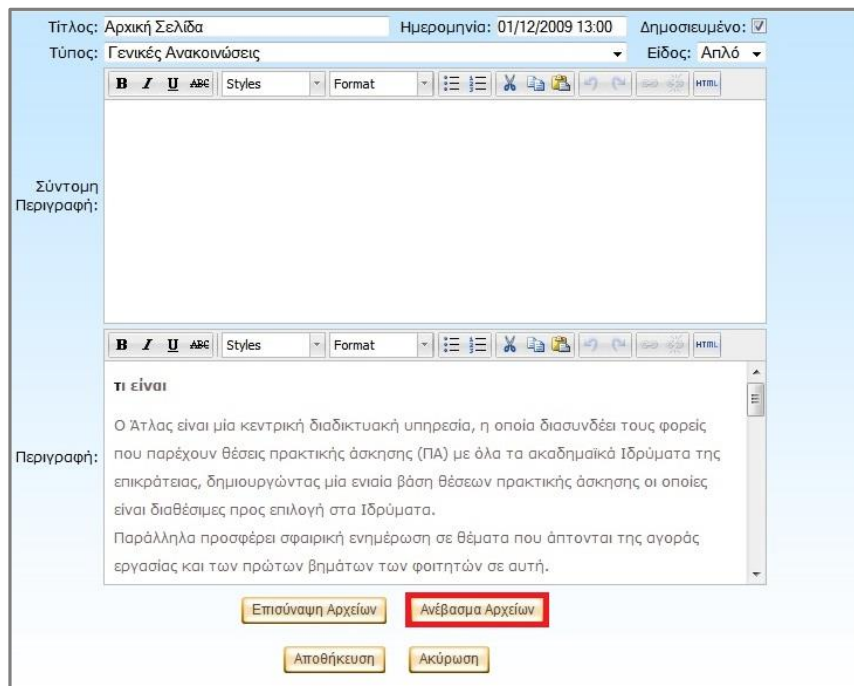 Τίτλος: Αρχική Σελίδα Ημερομηνία: 01/12/2009 13:00 Δημοσιευμένο:
Τύπος: Γενικές Ανακοινώσεις Είδος: Απλό
B I U ABC Styles Format HTML
Σύντομη
Περιγραφή:
B I U ABC Styles Format HTML
τι είναι
Ο Άτλας είναι μία κεντρική διαδικτυακή υπηρεσία, η οποία διασυνδέει τους φορείς
που παρέχουν θέσεις πρακτικής άσκησης (ΠΑ) με όλα τα ακαδημαϊκά Ιδρύματα της
Περιγραφή:
επικράτειας, δημιουργώντας μία ενιαία βάση θέσεων πρακτικής άσκησης οι οποίες
είναι διαθέσιμες προς επιλογή στα Ιδρύματα.
Παράλληλα προσφέρει σφαιρική ενημέρωση σε θέματα που άπτονται της αγοράς
εργασίας και των πρώτων βημάτων των φοιτητών σε αυτή.
Επισύναψη Αρχείων Ανέβασμα Αρχείων
Αποθήκευση Ακύρωση